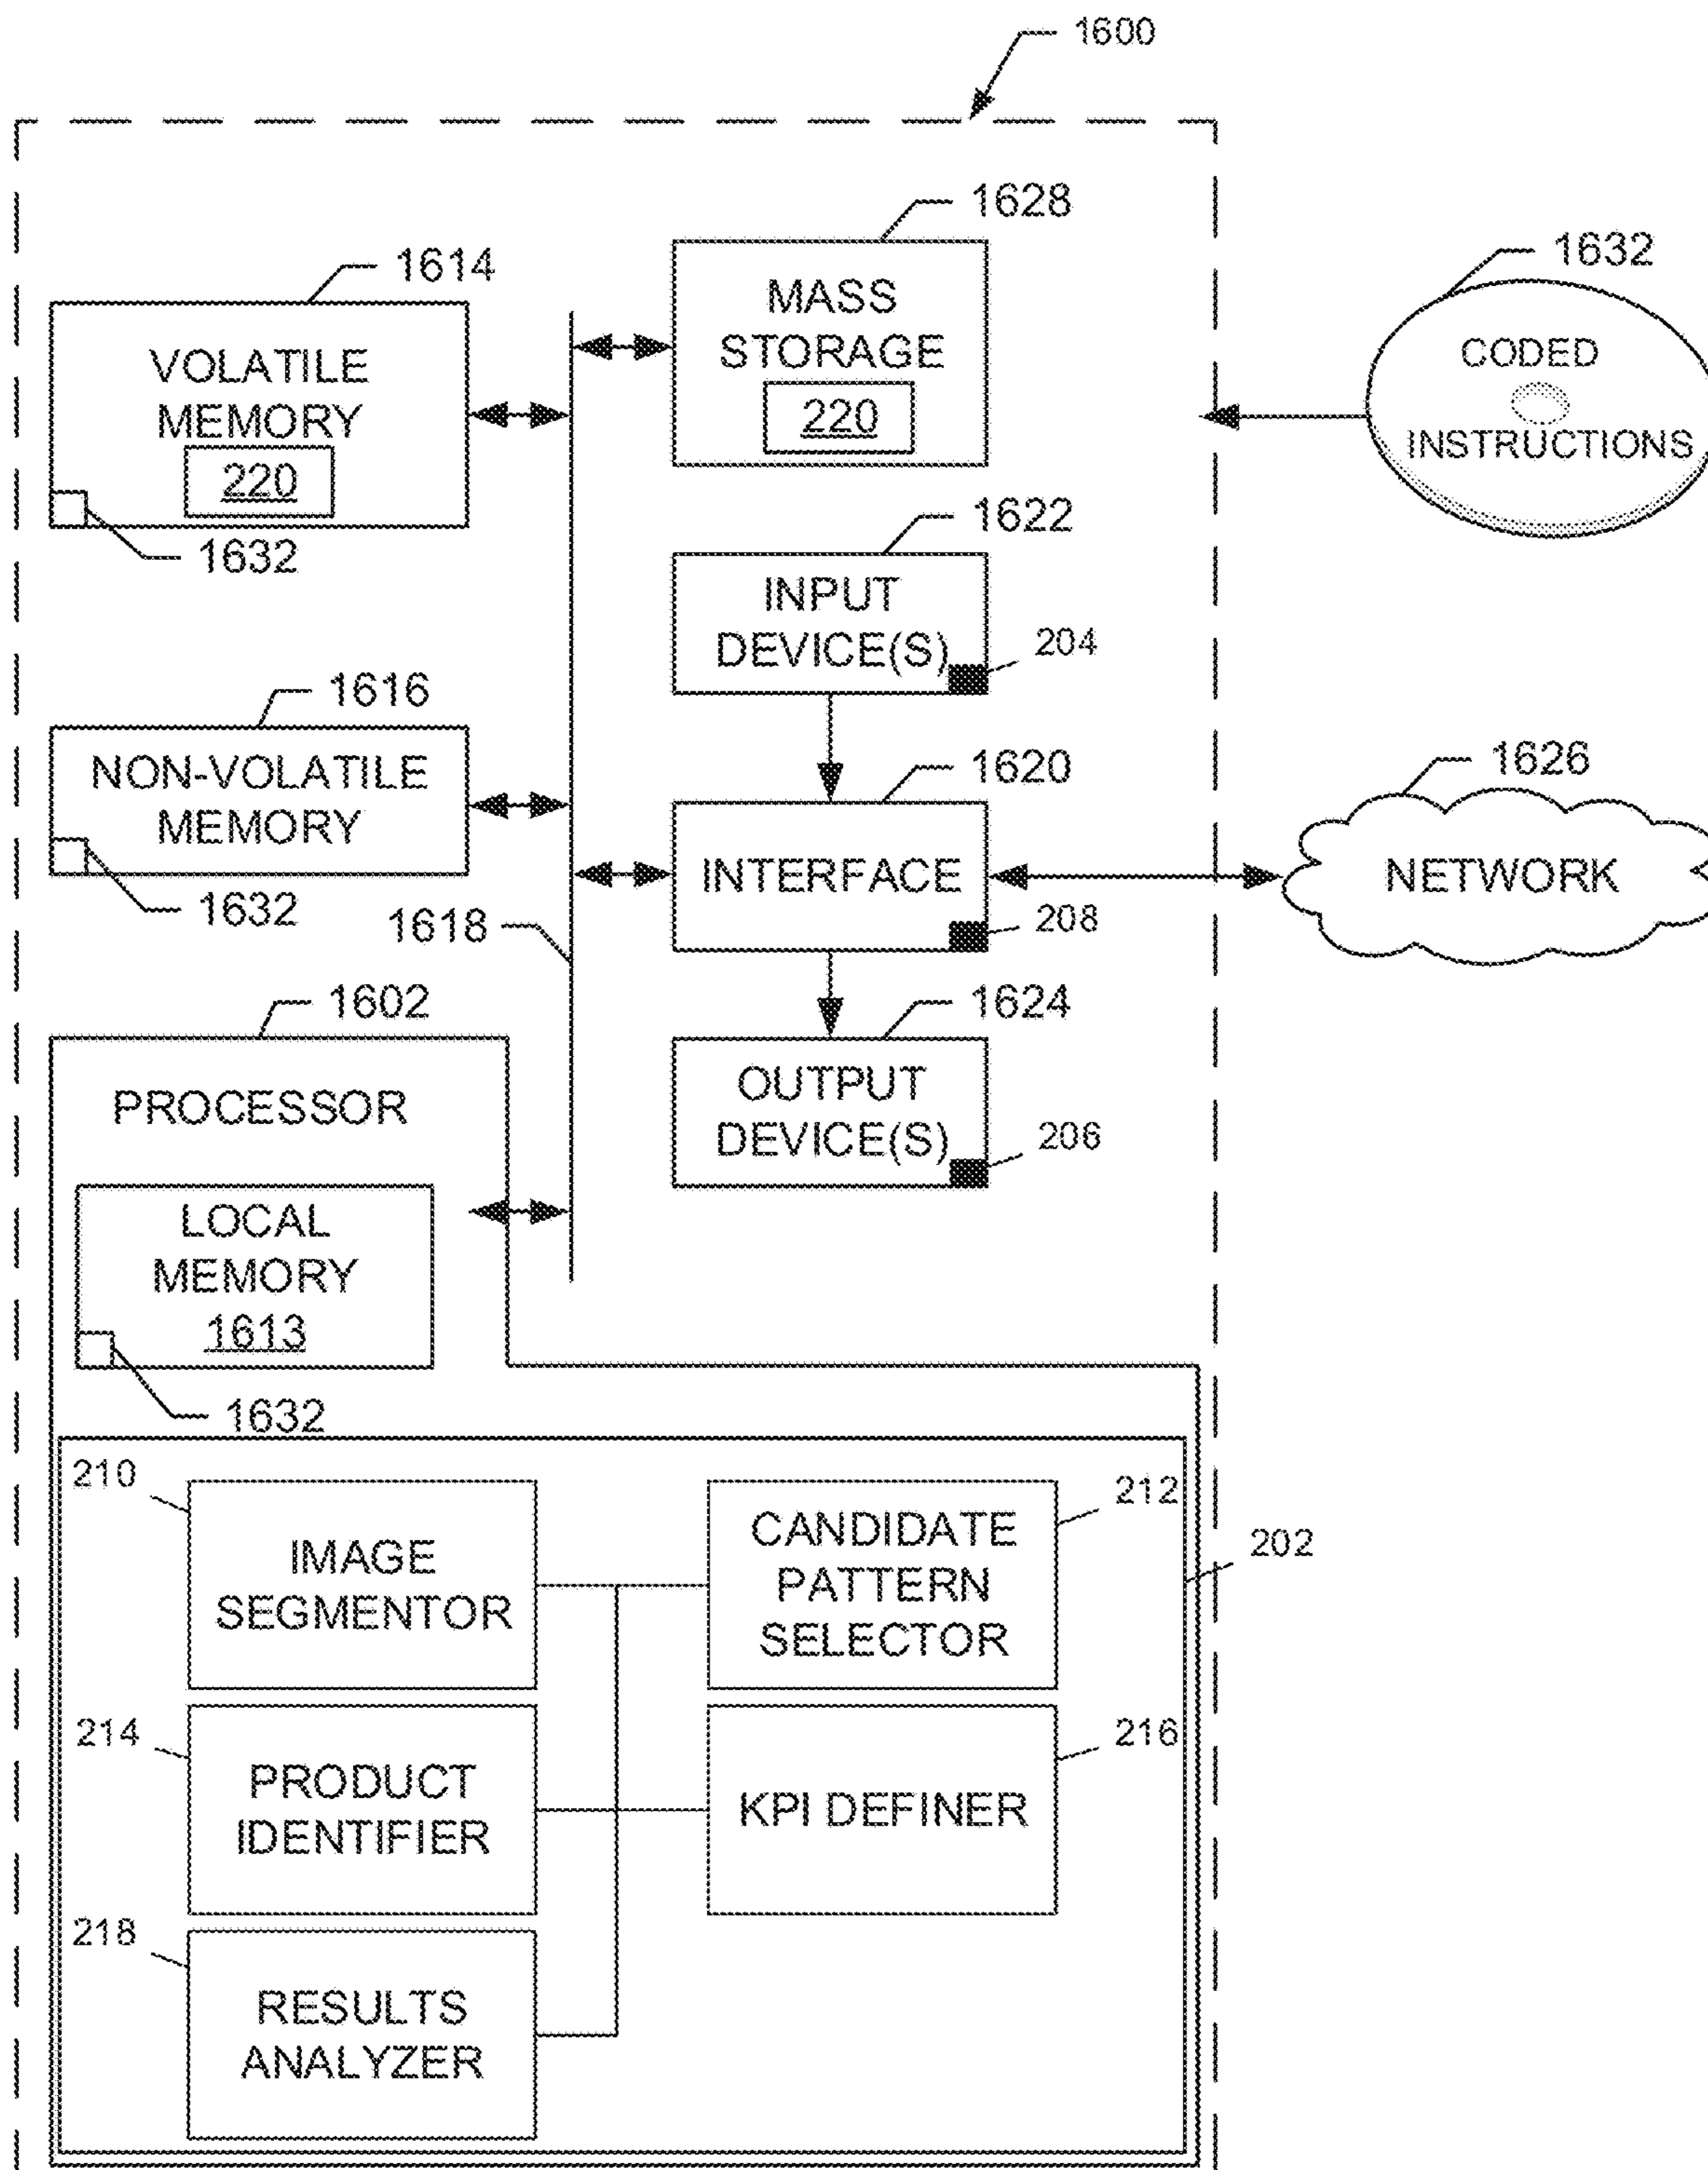 1600
1628
1614
MASS
STORAGE
220
VOLATILE
MEMORY
220
1632
1632
CODED
INSTRUCTIONS
1622
INPUT
DEVICE(S)
204
1616
NON-VOLATILE
MEMORY
1632
1620
INTERFACE
208
1626
NETWORK
1618
1602
PROCESSOR
1624
OUTPUT
DEVICE(S)
206
LOCAL
MEMORY
1613
1632
210
IMAGE
SEGMENTOR
212
CANDIDATE
PATTERN
SELECTOR
202
214
PRODUCT
IDENTIFIER
216
KPI DEFINER
218
RESULTS
ANALYZER